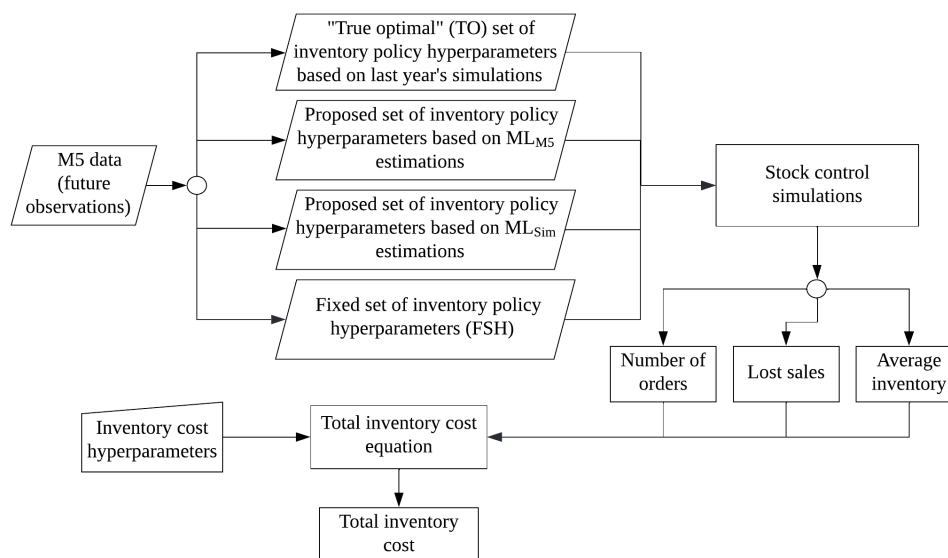 "True optimal" (TO) set of
inventory policy hyperparameters
based on last year's simulations
Proposed set of inventory policy
hyperparameters based on MLM5
estimations
M5 data
(future
observations)
Stock control
simulations
Proposed set of inventory policy
hyperparameters based on MLSim
estimations
Fixed set of inventory policy
hyperparameters (FSH)
Number of
orders
Lost sales
Average
inventory
Inventory cost
hyperparameters
Total inventory cost
equation
Total inventory
cost